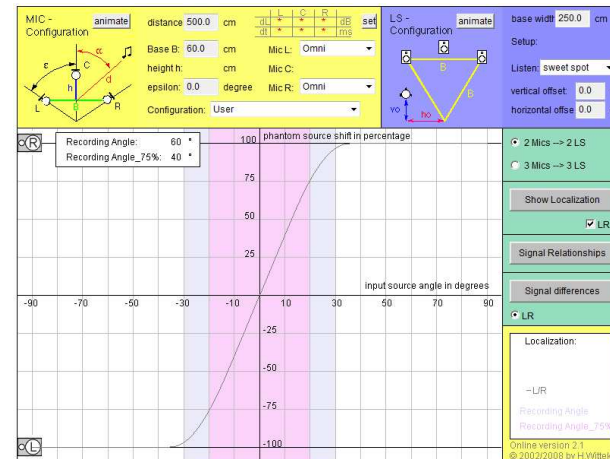 MIC -
Configuration
animate
α
ε
C
d
h
L
B
R
distance 500.0 cm
Base B: 60.0 cm
height h: cm
epsilon: 0.0 degree
Configuration: User
L C R
dL * * * dB
dt * * * ms
set
Mic L: Omni
Mic C:
Mic R: Omni
LS -
Configuration
animate
B
B
vo
ho
base width 250.0 cm
Setup:
Listen: sweet spot
vertical offset: 0.0
horizontal offse 0.0
R
Recording Angle: 60 °
Recording Angle_75%: 40 °
100 phantom source shift in percentage
75
50
25
input source angle in degrees
-90 -70 -50 -30 -10 10 30 50 70 90
-25
-50
-75
-100
L
2 Mics --> 2 LS
3 Mics --> 3 LS
Show Localization
LR
Signal Relationships
Signal differences
LR
Localization:
– L/R
Recording Angle
Recording Angle_75%
Online version 2.1
© 2002/2008 by H.Wittek